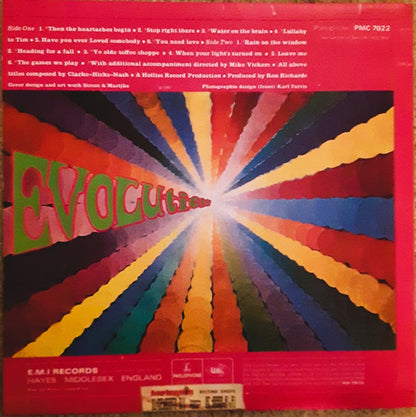 Side One • 1. 'Then the heartaches begin • 2. 'Stop right there • 3. 'Water on the brain • 4. 'Lullaby
to Tim • 5. Have you ever Loved somebody • 6. 'You need love • Side Two • 1. 'Rain on the window
2. 'Heading for a fall • 3. 'Ye olde toffee shoppe • 4. 'When your light's turned on • 5. Leave me
6. 'The games we play • 'With additional accompaniment directed by Mike Vickers • All above
titles composed by Clarke-Hicks-Nash • A Hollies Record Production • Produced by Ron Richards
Cover design and art work Simon & Marijke
Photographic design (front) Karl Ferris
PMC 7022
Evolution
E.M.I RECORDS
HAYES MIDDLESEX ENGLAND
PARLOPHONE